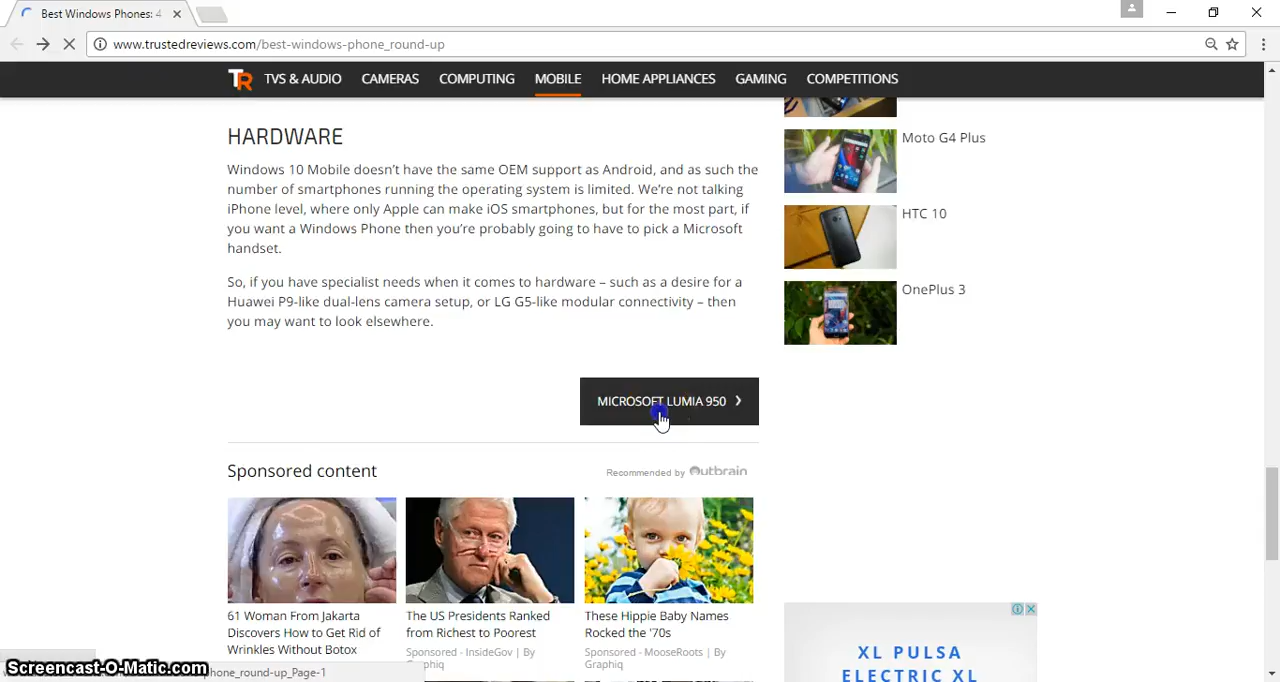 Best Windows Phones: 4
www.trustedreviews.com/best-windows-phone_round-up
TR TVS & AUDIO CAMERAS COMPUTING MOBILE HOME APPLIANCES GAMING COMPETITIONS
HARDWARE
Windows 10 Mobile doesn’t have the same OEM support as Android, and as such the
number of smartphones running the operating system is limited. We’re not talking
iPhone level, where only Apple can make iOS smartphones, but for the most part, if
you want a Windows Phone then you’re probably going to have to pick a Microsoft
handset.
So, if you have specialist needs when it comes to hardware – such as a desire for a
Huawei P9-like dual-lens camera setup, or LG G5-like modular connectivity – then
you may want to look elsewhere.
MICROSOFT LUMIA 950
Moto G4 Plus
HTC 10
OnePlus 3
Sponsored content
Recommended by Outbrain
61 Woman From Jakarta
Discovers How to Get Rid of
Wrinkles Without Botox
The US Presidents Ranked
from Richest to Poorest
Sponsored - InsideGov | By
Graphiq
These Hippie Baby Names
Rocked the '70s
Sponsored - MooseRoots | By
Graphiq
XL PULSA
ELECTRIC XL
Screencast-O-Matic.com
phone_round-up_Page-1